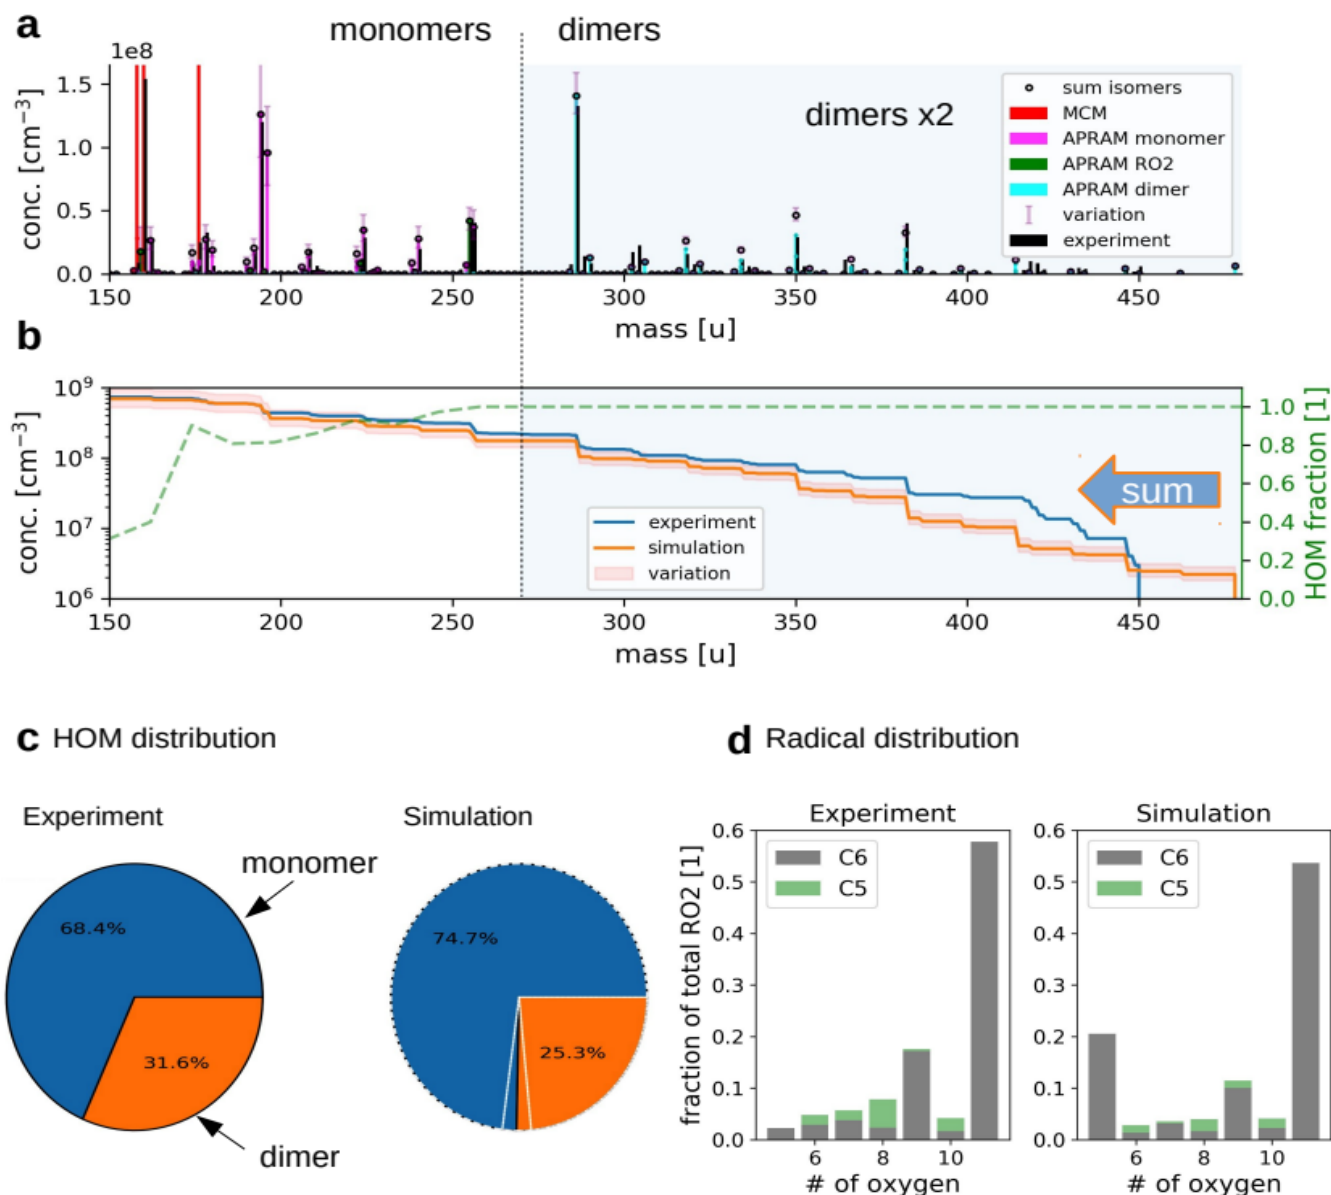 a
monomers
dimers
1e8
conc. [cm⁻³]
1.5
1.0
0.5
0.0
dimers x2
sum isomers
MCM
APRAM monomer
APRAM RO2
APRAM dimer
variation
experiment
150 200 250 300 350 400 450
mass [u]
b
conc. [cm⁻³]
10⁹
10⁸
10⁷
10⁶
experiment
simulation
variation
sum
1.0
0.8
0.6
0.4
0.2
0.0
HOM fraction [1]
150 200 250 300 350 400 450
mass [u]
c HOM distribution
Experiment
monomer
68.4%
31.6%
dimer
Simulation
74.7%
25.3%
d Radical distribution
Experiment
fraction of total RO2 [1]
0.6
0.5
0.4
0.3
0.2
0.1
0.0
C6
C5
6 8 10
# of oxygen
Simulation
0.6
0.5
0.4
0.3
0.2
0.1
0.0
C6
C5
6 8 10
# of oxygen